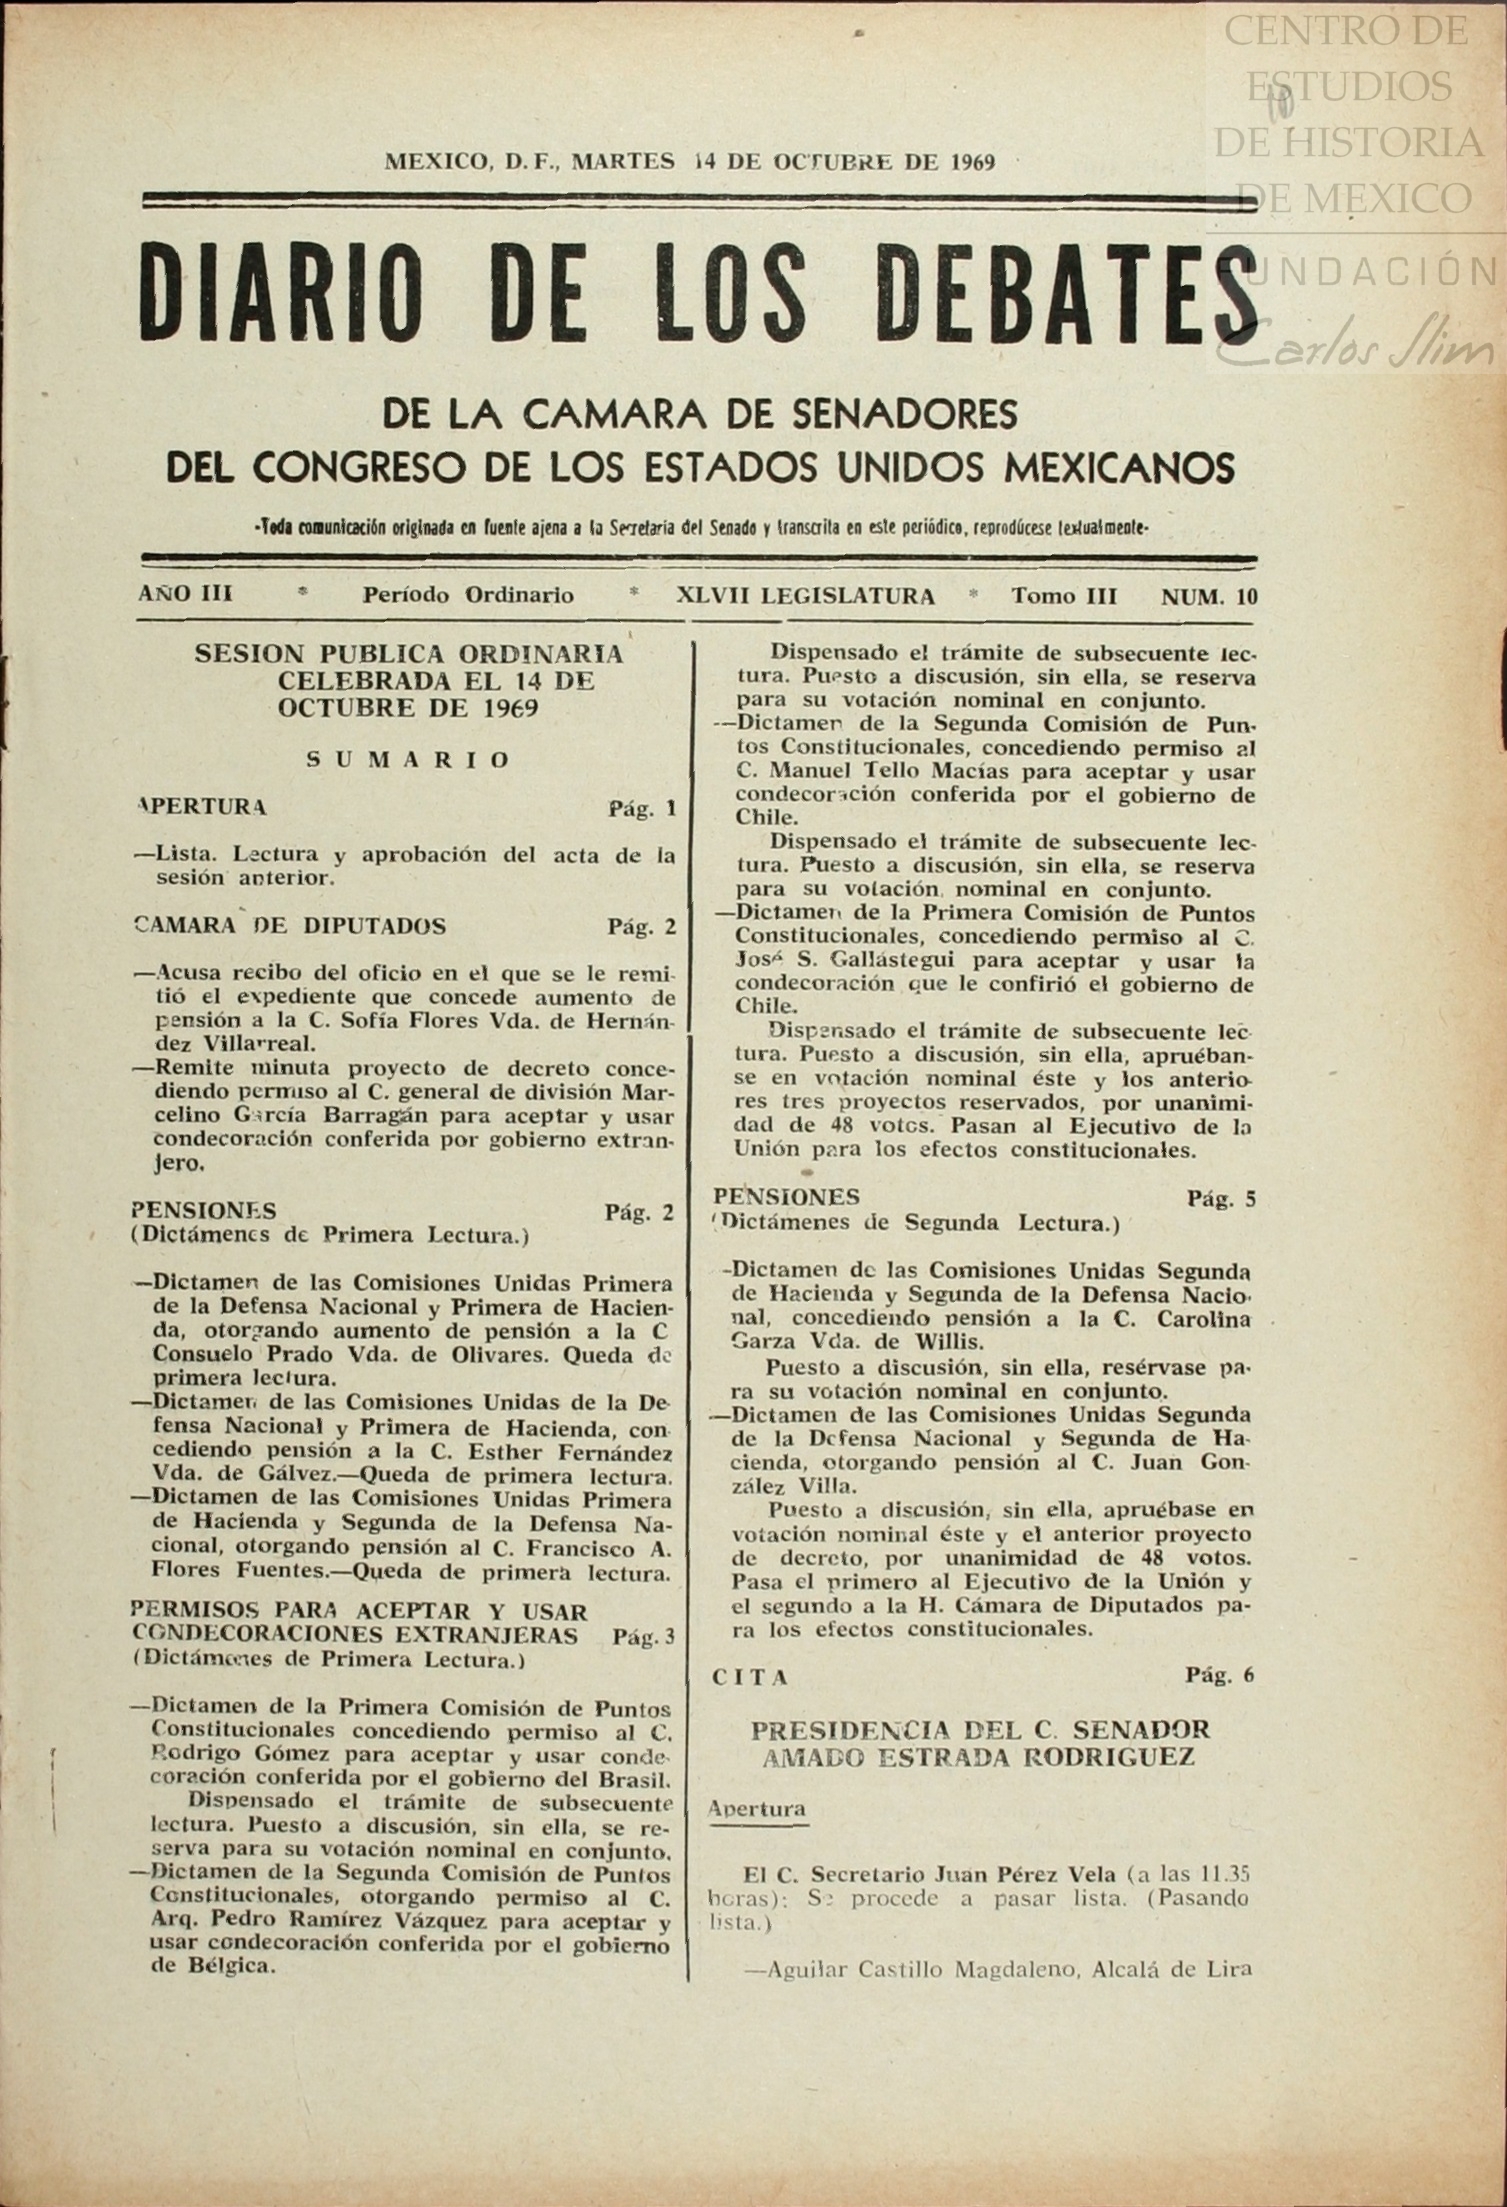 CENTRO DE
ESTUDIOS
DE HISTORIA
DE MEXICO
FUNDACIÓN
Carlos Slim
10
MEXICO, D. F., MARTES 14 DE OCTUBRE DE 1969
DIARIO DE LOS DEBATES
DE LA CAMARA DE SENADORES
DEL CONGRESO DE LOS ESTADOS UNIDOS MEXICANOS
-Toda comunicación originada en fuente ajena a la Secretaría del Senado y transcrita en este periódico, reprodúcese textualmente-
AÑO III * Período Ordinario * XLVII LEGISLATURA * Tomo III NUM. 10
SESION PUBLICA ORDINARIA
CELEBRADA EL 14 DE
OCTUBRE DE 1969
S U M A R I O
APERTURA Pág. 1
—Lista. Lectura y aprobación del acta de la
sesión anterior.
CAMARA DE DIPUTADOS Pág. 2
—Acusa recibo del oficio en el que se le remi-
tió el expediente que concede aumento de
pensión a la C. Sofía Flores Vda. de Hernán-
dez Villarreal.
—Remite minuta proyecto de decreto conce-
diendo permiso al C. general de división Mar-
celino García Barragán para aceptar y usar
condecoración conferida por gobierno extran-
jero.
PENSIONES Pág. 2
(Dictámenes de Primera Lectura.)
—Dictamen de las Comisiones Unidas Primera
de la Defensa Nacional y Primera de Hacien-
da, otorgando aumento de pensión a la C
Consuelo Prado Vda. de Olivares. Queda de
primera lectura.
—Dictamen de las Comisiones Unidas de la De-
fensa Nacional y Primera de Hacienda, con-
cediendo pensión a la C. Esther Fernández
Vda. de Gálvez.—Queda de primera lectura.
—Dictamen de las Comisiones Unidas Primera
de Hacienda y Segunda de la Defensa Na-
cional, otorgando pensión al C. Francisco A.
Flores Fuentes.—Queda de primera lectura.
PERMISOS PARA ACEPTAR Y USAR
CONDECORACIONES EXTRANJERAS Pág. 3
(Dictámenes de Primera Lectura.)
—Dictamen de la Primera Comisión de Puntos
Constitucionales concediendo permiso al C.
Rodrigo Gómez para aceptar y usar conde-
coración conferida por el gobierno del Brasil.
Dispensado el trámite de subsecuente
lectura. Puesto a discusión, sin ella, se re-
serva para su votación nominal en conjunto.
—Dictamen de la Segunda Comisión de Puntos
Constitucionales, otorgando permiso al C.
Arq. Pedro Ramírez Vázquez para aceptar y
usar condecoración conferida por el gobierno
de Bélgica.
Dispensado el trámite de subsecuente lec-
tura. Puesto a discusión, sin ella, se reserva
para su votación nominal en conjunto.
—Dictamen de la Segunda Comisión de Pun-
tos Constitucionales, concediendo permiso al
C. Manuel Tello Macías para aceptar y usar
condecoración conferida por el gobierno de
Chile.
Dispensado el trámite de subsecuente lec-
tura. Puesto a discusión, sin ella, se reserva
para su votación nominal en conjunto.
—Dictamen de la Primera Comisión de Puntos
Constitucionales, concediendo permiso al C.
José S. Gallástegui para aceptar y usar la
condecoración que le confirió el gobierno de
Chile.
Dispensado el trámite de subsecuente lec-
tura. Puesto a discusión, sin ella, apruéban-
se en votación nominal éste y los anterio-
res tres proyectos reservados, por unanimi-
dad de 48 votos. Pasan al Ejecutivo de la
Unión para los efectos constitucionales.
PENSIONES Pág. 5
(Dictámenes de Segunda Lectura.)
-Dictamen de las Comisiones Unidas Segunda
de Hacienda y Segunda de la Defensa Nacio-
nal, concediendo pensión a la C. Carolina
Garza Vda. de Willis.
Puesto a discusión, sin ella, resérvase pa-
ra su votación nominal en conjunto.
—Dictamen de las Comisiones Unidas Segunda
de la Defensa Nacional y Segunda de Ha-
cienda, otorgando pensión al C. Juan Gon-
zález Villa.
Puesto a discusión, sin ella, apruébase en
votación nominal éste y el anterior proyecto
de decreto, por unanimidad de 48 votos.
Pasa el primero al Ejecutivo de la Unión y
el segundo a la H. Cámara de Diputados pa-
ra los efectos constitucionales.
C I T A Pág. 6
PRESIDENCIA DEL C. SENADOR
AMADO ESTRADA RODRIGUEZ
Apertura
El C. Secretario Juan Pérez Vela (a las 11.35
horas): Se procede a pasar lista. (Pasando
lista.)
—Aguilar Castillo Magdaleno, Alcalá de Lira